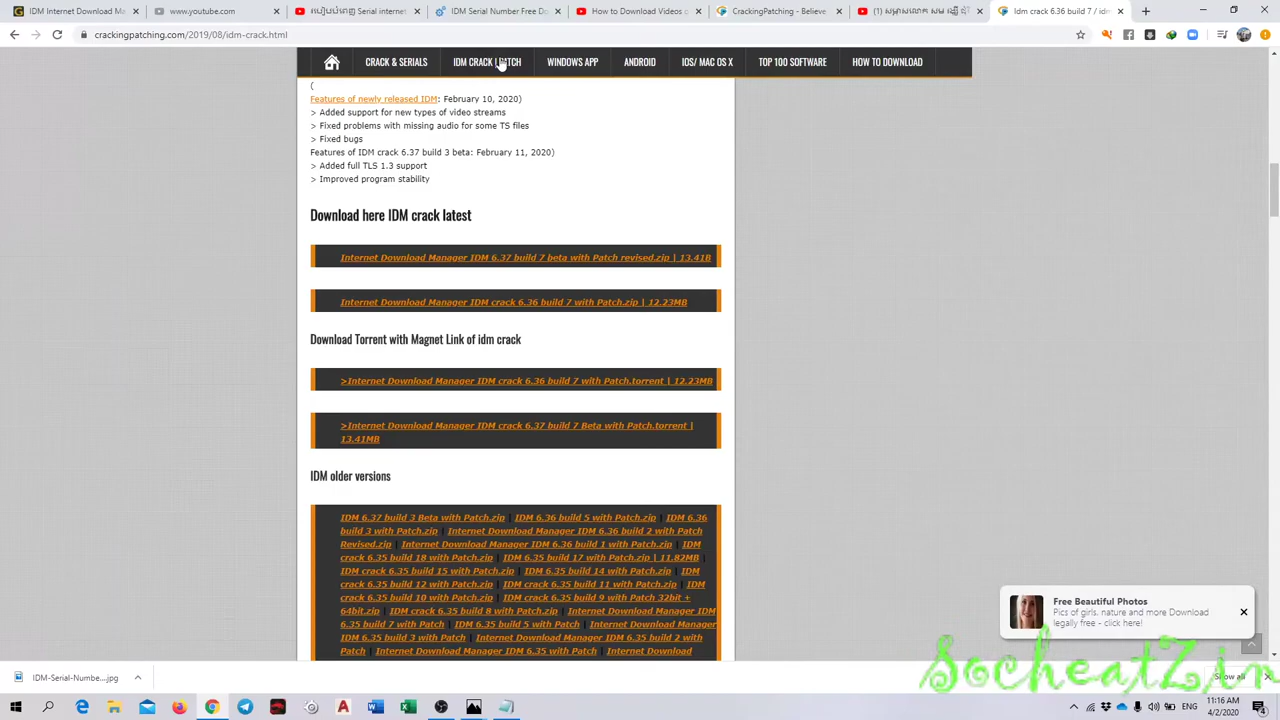 IDM Internet Download Man
www.youtube.com
IDM Serial internet
IDM Serial Number Free Do
How to Download Videos
CrackingPatching - Believe
Idm crack 6.36 build 7 / idm
crackingpatching.com/2019/08/idm-crack.html
CRACK & SERIALS
IDM CRACK | PATCH
WINDOWS APP
ANDROID
IOS/ MAC OS X
TOP 100 SOFTWARE
HOW TO DOWNLOAD
(
Features of newly released IDM: February 10, 2020)
> Added support for new types of video streams
> Fixed problems with missing audio for some TS files
> Fixed bugs
Features of IDM crack 6.37 build 3 beta: February 11, 2020)
> Added full TLS 1.3 support
> Improved program stability
Download here IDM crack latest
Internet Download Manager IDM 6.37 build 7 beta with Patch revised.zip | 13.41B
Internet Download Manager IDM crack 6.36 build 7 with Patch.zip | 12.23MB
Download Torrent with Magnet Link of idm crack
>Internet Download Manager IDM crack 6.36 build 7 with Patch.torrent | 12.23MB
>Internet Download Manager IDM crack 6.37 build 7 Beta with Patch.torrent |
13.41MB
IDM older versions
IDM 6.37 build 3 Beta with Patch.zip | IDM 6.36 build 5 with Patch.zip | IDM 6.36
build 3 with Patch.zip | Internet Download Manager IDM 6.36 build 2 with Patch
Revised.zip | Internet Download Manager IDM 6.36 build 1 with Patch.zip | IDM
crack 6.35 build 18 with Patch.zip | IDM 6.35 build 17 with Patch.zip | 11.82MB |
IDM crack 6.35 build 15 with Patch.zip | IDM 6.35 build 14 with Patch.zip | IDM
crack 6.35 build 12 with Patch.zip | IDM crack 6.35 build 11 with Patch.zip | IDM
crack 6.35 build 10 with Patch.zip | IDM crack 6.35 build 9 with Patch 32bit +
64bit.zip | IDM crack 6.35 build 8 with Patch.zip | Internet Download Manager IDM
6.35 build 7 with Patch | IDM 6.35 build 5 with Patch | Internet Download Manager
IDM 6.35 build 3 with Patch | Internet Download Manager IDM 6.35 build 2 with
Patch | Internet Download Manager IDM 6.35 with Patch | Internet Download
Free Beautiful Photos
Pics of girls, nature and more Download
legally free - click here!
SocheatZ.in
IDM-Serial-Numbe....jpg
Show all
ENG
11:16 AM
4/2/2020